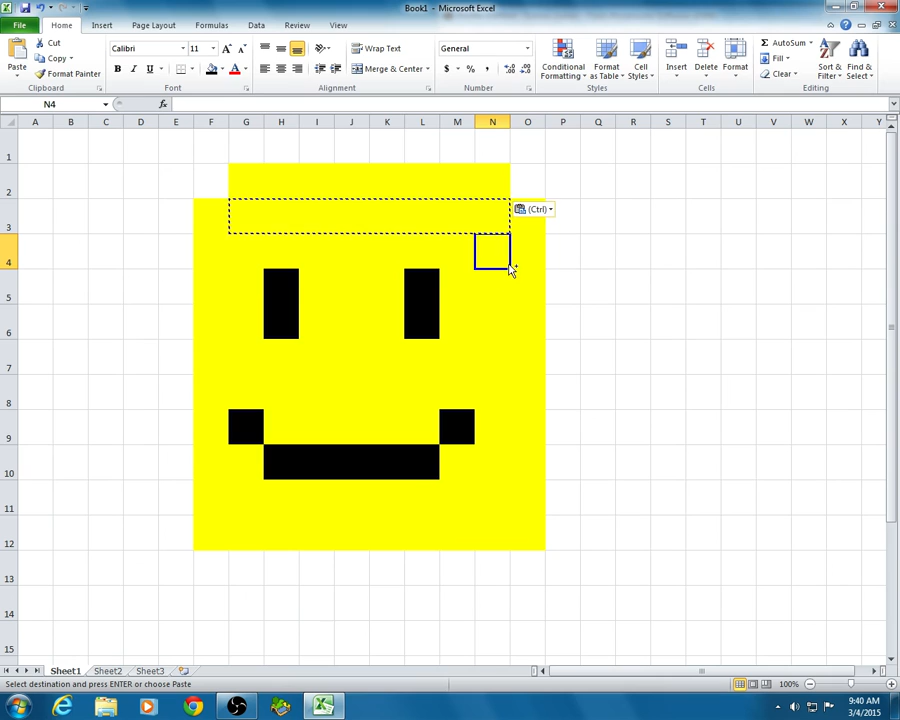 Book1 - Microsoft Excel
File Home Insert Page Layout Formulas Data Review View
Paste Cut Calibri 11 A A Wrap Text General AutoSum
Copy Conditional Formatting Format as Table Cell Styles Insert Delete Format Fill Sort & Filter Find & Select
Format Painter B I U A Merge & Center $ % , Clear
Clipboard Font Alignment Number Styles Cells Editing
N4 fx
A B C D E F G H I J K L M N O P Q R S T U V W X Y
1
2
3 (Ctrl)
4
5
6
7
8
9
10
11
12
13
14
15
Sheet1 Sheet2 Sheet3
Select destination and press ENTER or choose Paste 100%
9:40 AM
3/4/2015